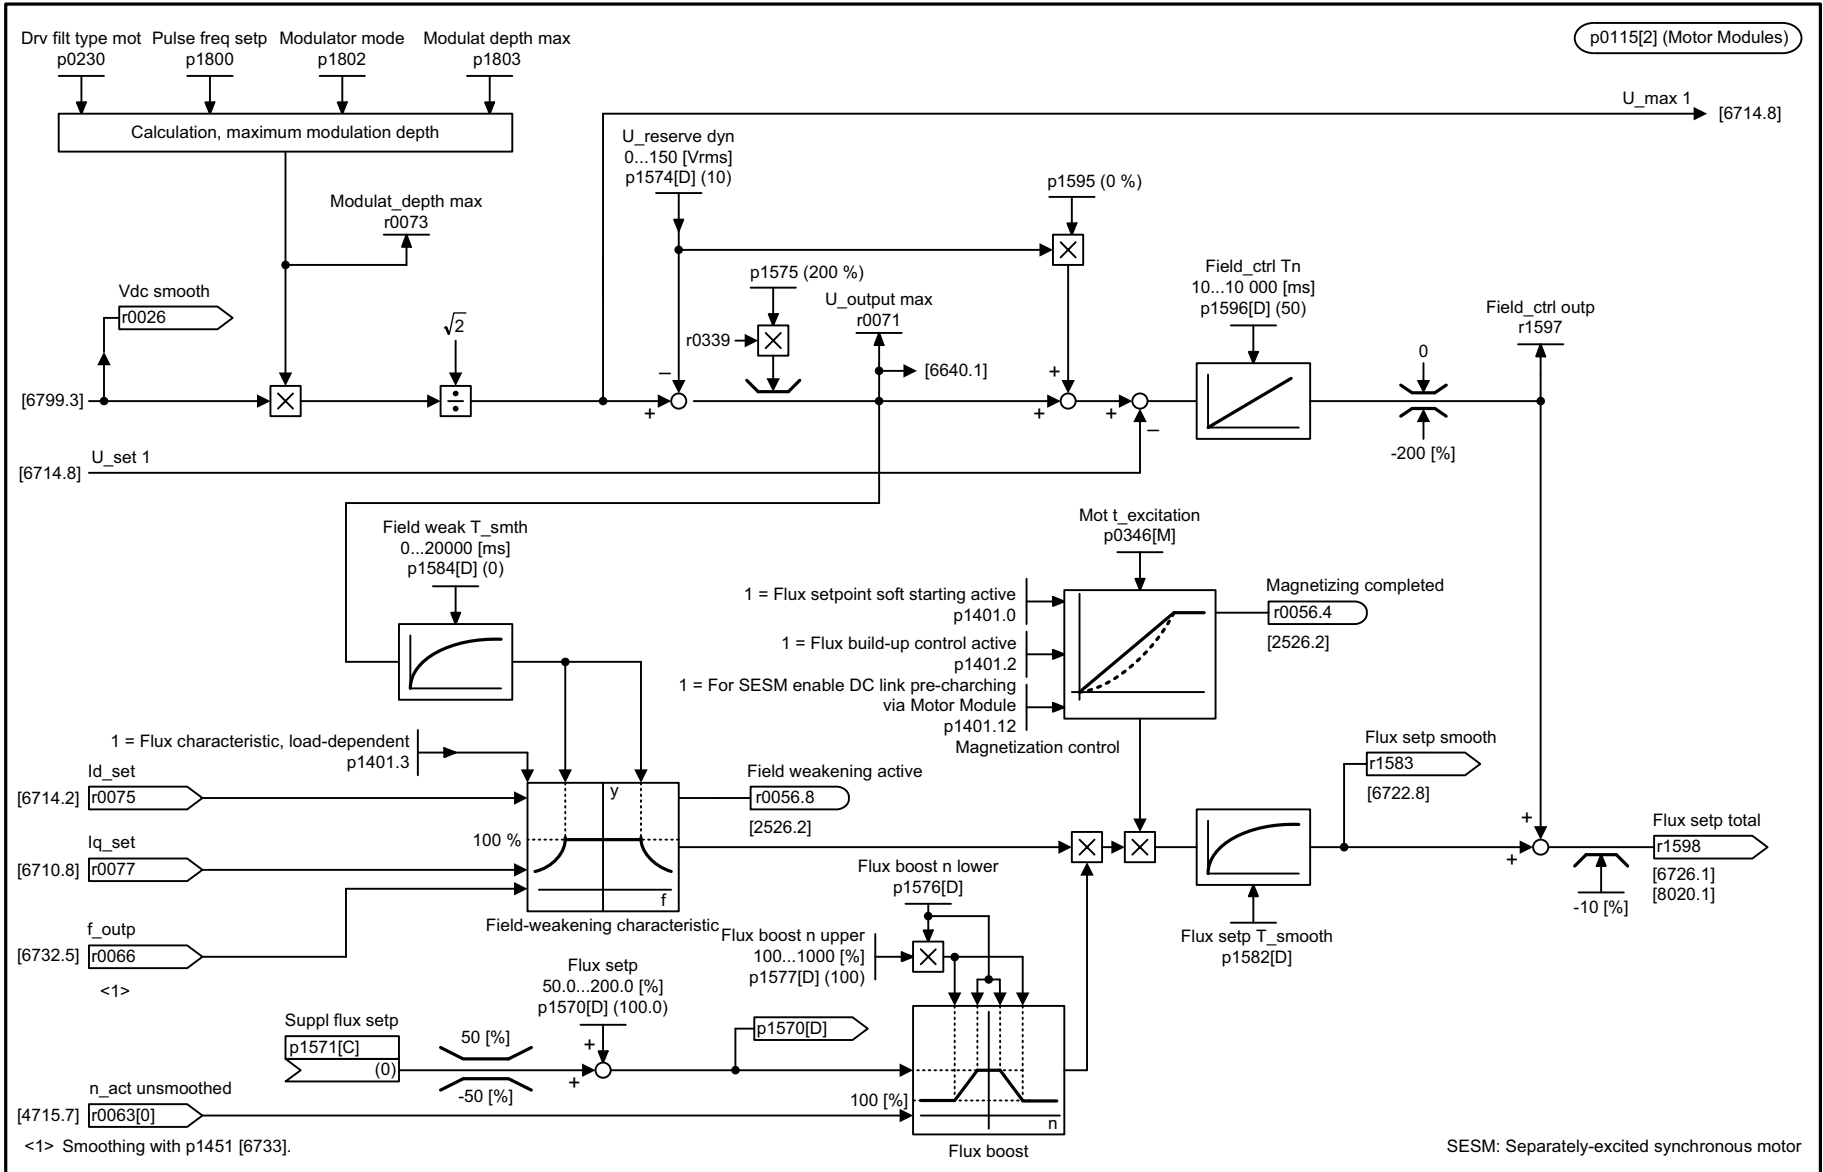 Drv filt type mot
p0230
Pulse freq setp
p1800
Modulator mode
p1802
Modulat depth max
p1803
p0115[2] (Motor Modules)
Calculation, maximum modulation depth
U_max 1
[6714.8]
U_reserve dyn
0...150 [Vrms]
p1574[D] (10)
p1595 (0 %)
Modulat_depth max
r0073
Vdc smooth
r0026
√2
p1575 (200 %)
r0339
U_output max
r0071
[6640.1]
Field_ctrl Tn
10...10 000 [ms]
p1596[D] (50)
Field_ctrl outp
r1597
0
-200 [%]
[6799.3]
×
÷
×
×
+
–
+
+
+
–
[6714.8]
U_set 1
Field weak T_smth
0...20000 [ms]
p1584[D] (0)
Mot t_excitation
p0346[M]
1 = Flux setpoint soft starting active
p1401.0
1 = Flux build-up control active
p1401.2
1 = For SESM enable DC link pre-charching
via Motor Module
p1401.12
Magnetization control
Magnetizing completed
r0056.4
[2526.2]
1 = Flux characteristic, load-dependent
p1401.3
Id_set
[6714.2]
r0075
Iq_set
[6710.8]
r0077
f_outp
[6732.5]
r0066
<1>
y
100 %
f
Field-weakening characteristic
Field weakening active
r0056.8
[2526.2]
×
×
Flux setp smooth
r1583
[6722.8]
Flux setp T_smooth
p1582[D]
+
+
-10 [%]
Flux setp total
r1598
[6726.1]
[8020.1]
Flux boost n lower
p1576[D]
Flux boost n upper
100...1000 [%]
p1577[D] (100)
×
Flux setp
50.0...200.0 [%]
p1570[D] (100.0)
Suppl flux setp
p1571[C]
(0)
50 [%]
-50 [%]
+
+
p1570[D]
100 [%]
n
Flux boost
n_act unsmoothed
[4715.7]
r0063[0]
<1> Smoothing with p1451 [6733].
SESM: Separately-excited synchronous motor